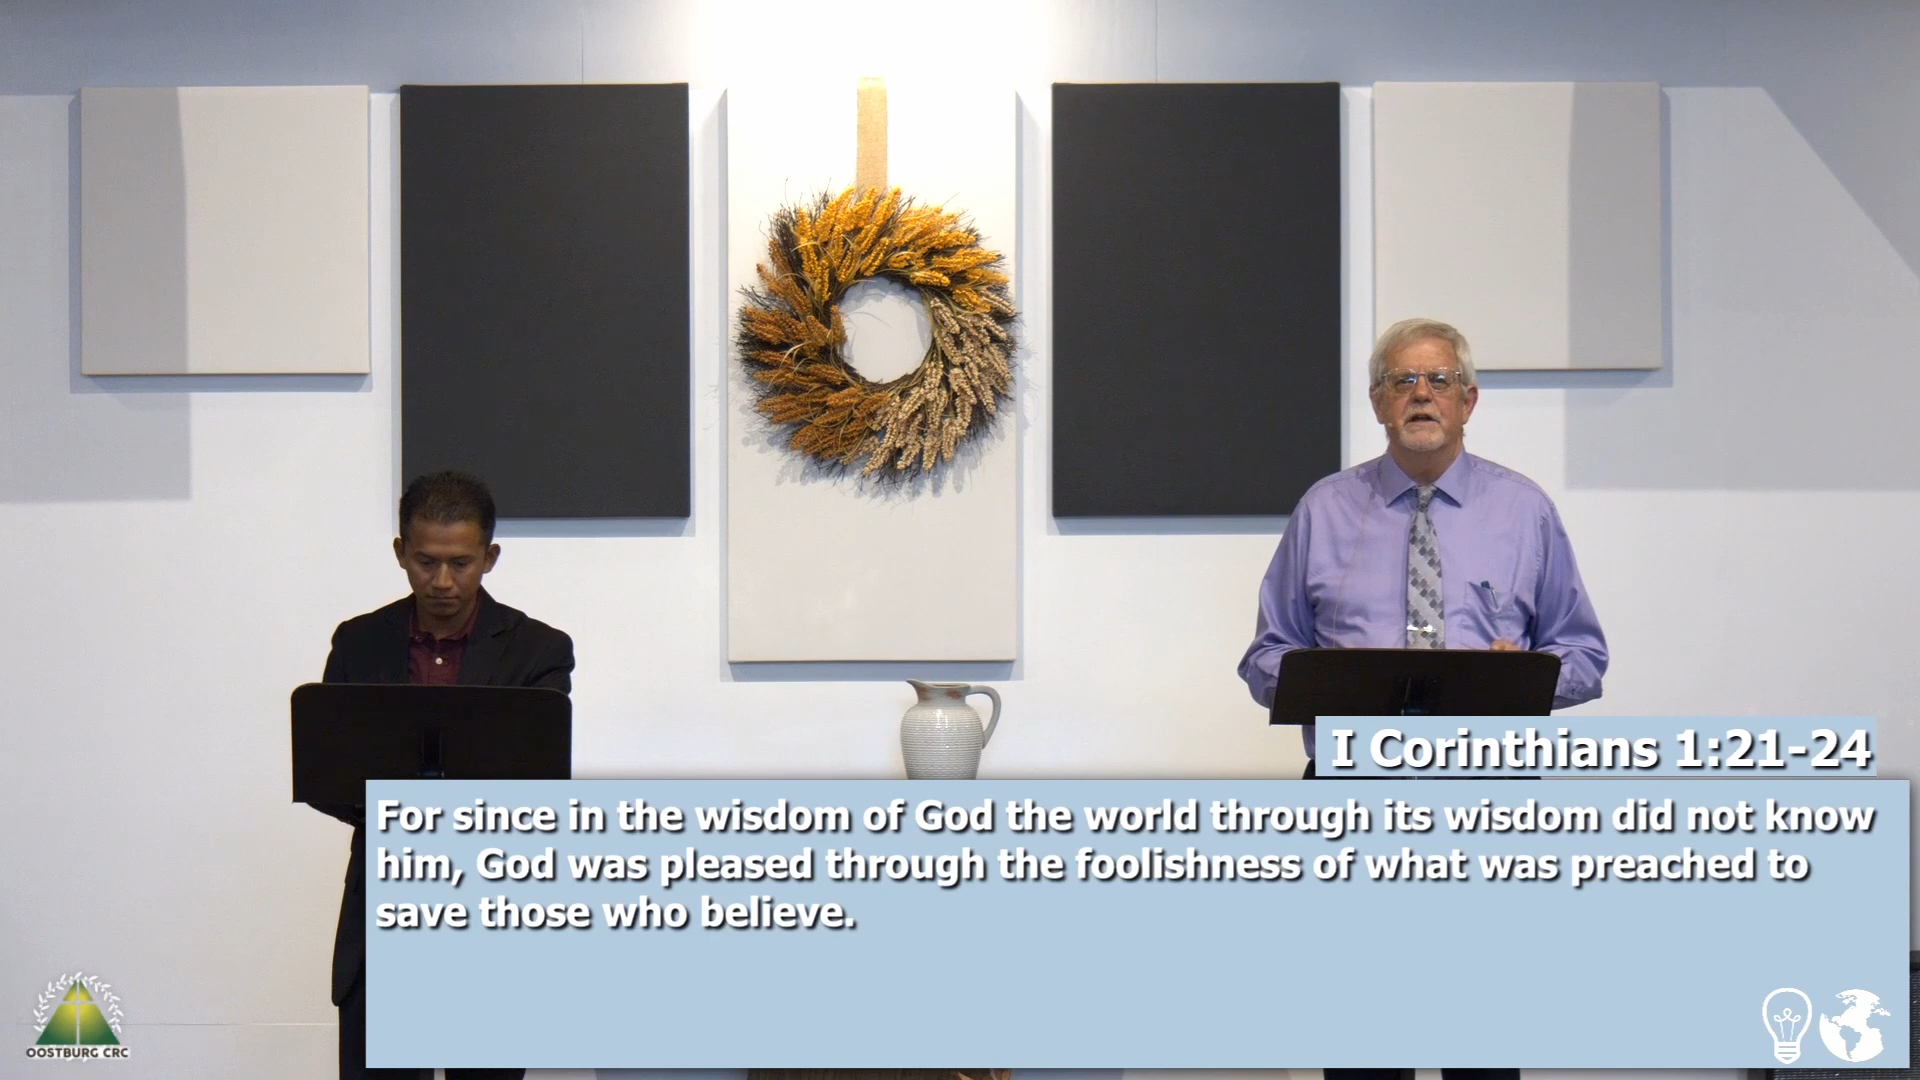 I Corinthians 1:21-24
For since in the wisdom of God the world through its wisdom did not know
him, God was pleased through the foolishness of what was preached to
save those who believe.
OOSTBURG CRC